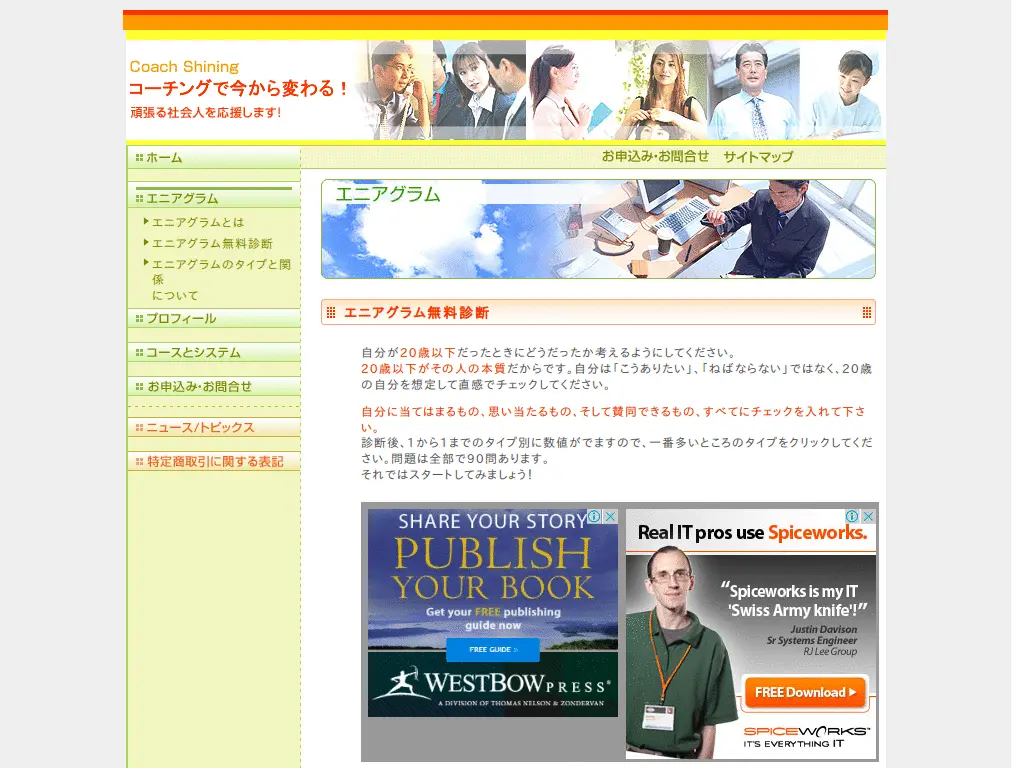 Coach Shining
コーチングで今から変わる！
頑張る社会人を応援します!
お申込み･お問合せ
サイトマップ
ホーム
エニアグラム
エニアグラムとは
エニアグラム無料診断
エニアグラムのタイプと関
係
について
プロフィール
コースとシステム
お申込み･お問合せ
ニュース/トピックス
特定商取引に関する表記
エニアグラム
エニアグラム無料診断
自分が20歳以下だったときにどうだったか考えるようにしてください。
20歳以下がその人の本質だからです。自分は「こうありたい」、「ねばならない」ではなく、20歳
の自分を想定して直感でチェックしてください。
自分に当てはまるもの、思い当たるもの、そして賛同できるもの、すべてにチェックを入れて下さ
い。
診断後、1から1までのタイプ別に数値がでますので、一番多いところのタイプをクリックしてくだ
さい。問題は全部で90問あります。
それではスタートしてみましょう!
SHARE YOUR STORY
PUBLISH
YOUR BOOK
Get your FREE publishing
guide now
FREE GUIDE »
WESTBOW PRESS®
A DIVISION OF THOMAS NELSON & ZONDERVAN
Real IT pros use Spiceworks.
“Spiceworks is my IT
'Swiss Army knife'!”
Justin Davison
Sr Systems Engineer
RJ Lee Group
FREE Download
SPICEWORKS™
IT'S EVERYTHING IT